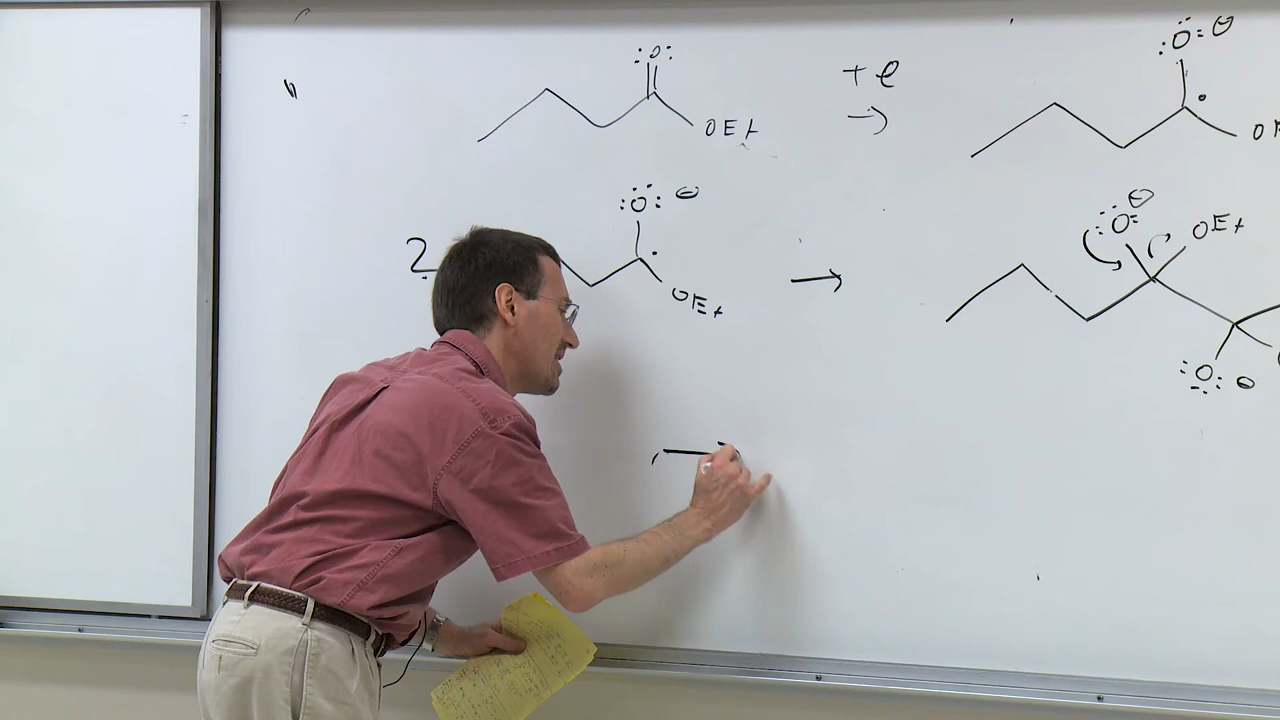 :O:
OEt
+ e
→
:O: ⊖
2
:O: ⊖
OEt
→
:O: ⊖
OEt
:O: ⊖